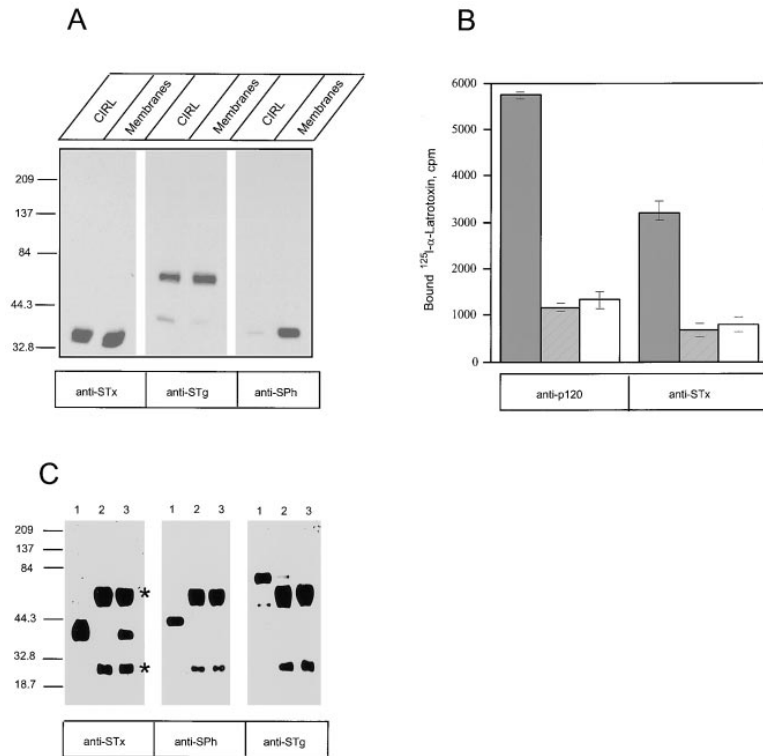 A
CIRL
Membranes
CIRL
Membranes
CIRL
Membranes
209
137
84
44.3
32.8
anti-STx
anti-STg
anti-SPh
B
Bound ¹²⁵I-α-Latrotoxin, cpm
6000
5000
4000
3000
2000
1000
0
anti-p120
anti-STx
C
1 2 3 1 2 3 1 2 3
209
137
84
44.3
32.8
18.7
*
*
anti-STx
anti-SPh
anti-STg